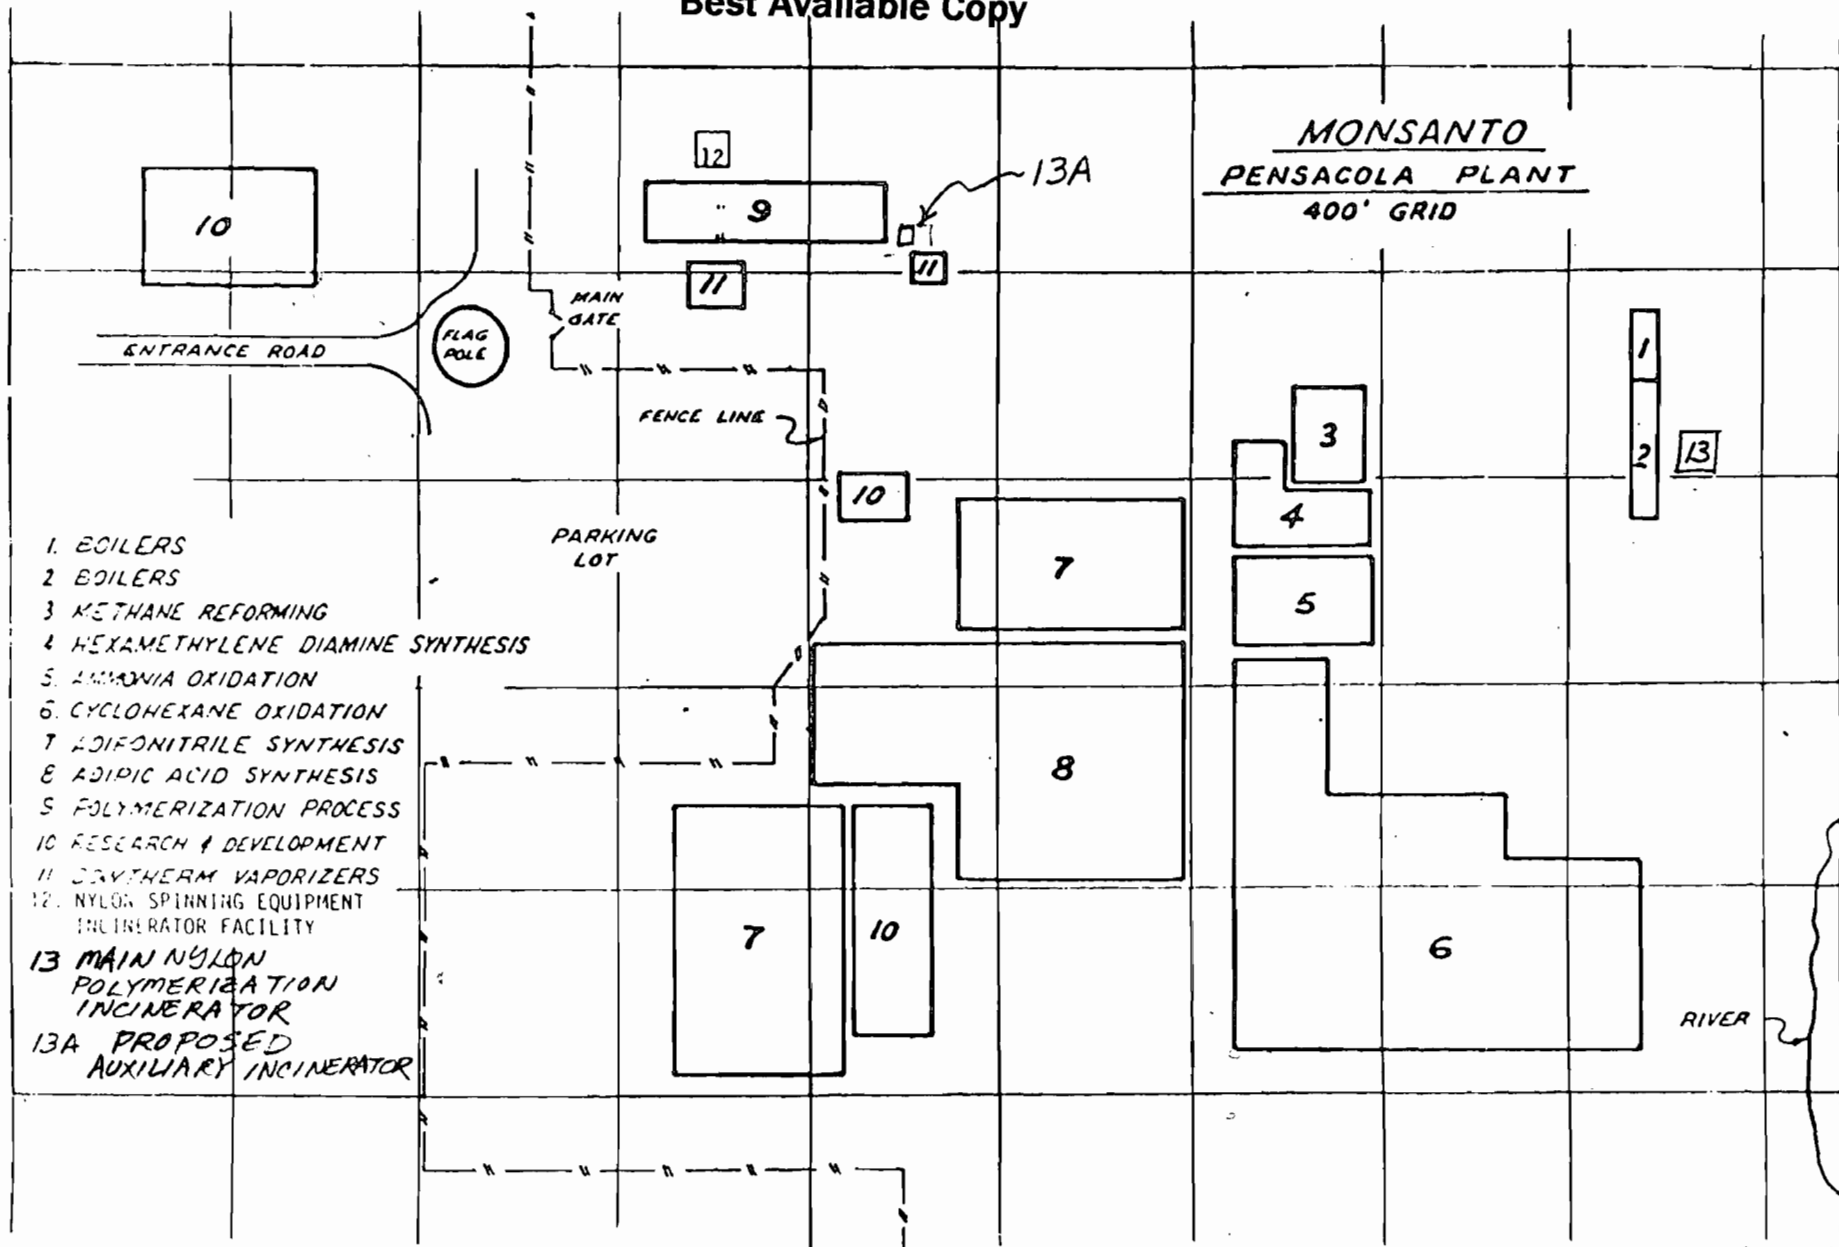 Best Available Copy
MONSANTO
PENSACOLA PLANT
400' GRID
12
13A
10
9
11
11
MAIN
GATE
FLAG
POLE
ENTRANCE ROAD
FENCE LINE
1
3
2
13
10
4
PARKING
LOT
7
5
8
7
10
6
RIVER
1. BOILERS
2 BOILERS
3 METHANE REFORMING
4 HEXAMETHYLENE DIAMINE SYNTHESIS
5. AMMONIA OXIDATION
6. CYCLOHEXANE OXIDATION
7 ADIPONITRILE SYNTHESIS
8 ADIPIC ACID SYNTHESIS
9 POLYMERIZATION PROCESS
10 RESEARCH & DEVELOPMENT
11 DOWTHERM VAPORIZERS
12. NYLON SPINNING EQUIPMENT
INCINERATOR FACILITY
13 MAIN NYLON
POLYMERIZATION
INCINERATOR
13A PROPOSED
AUXILIARY INCINERATOR